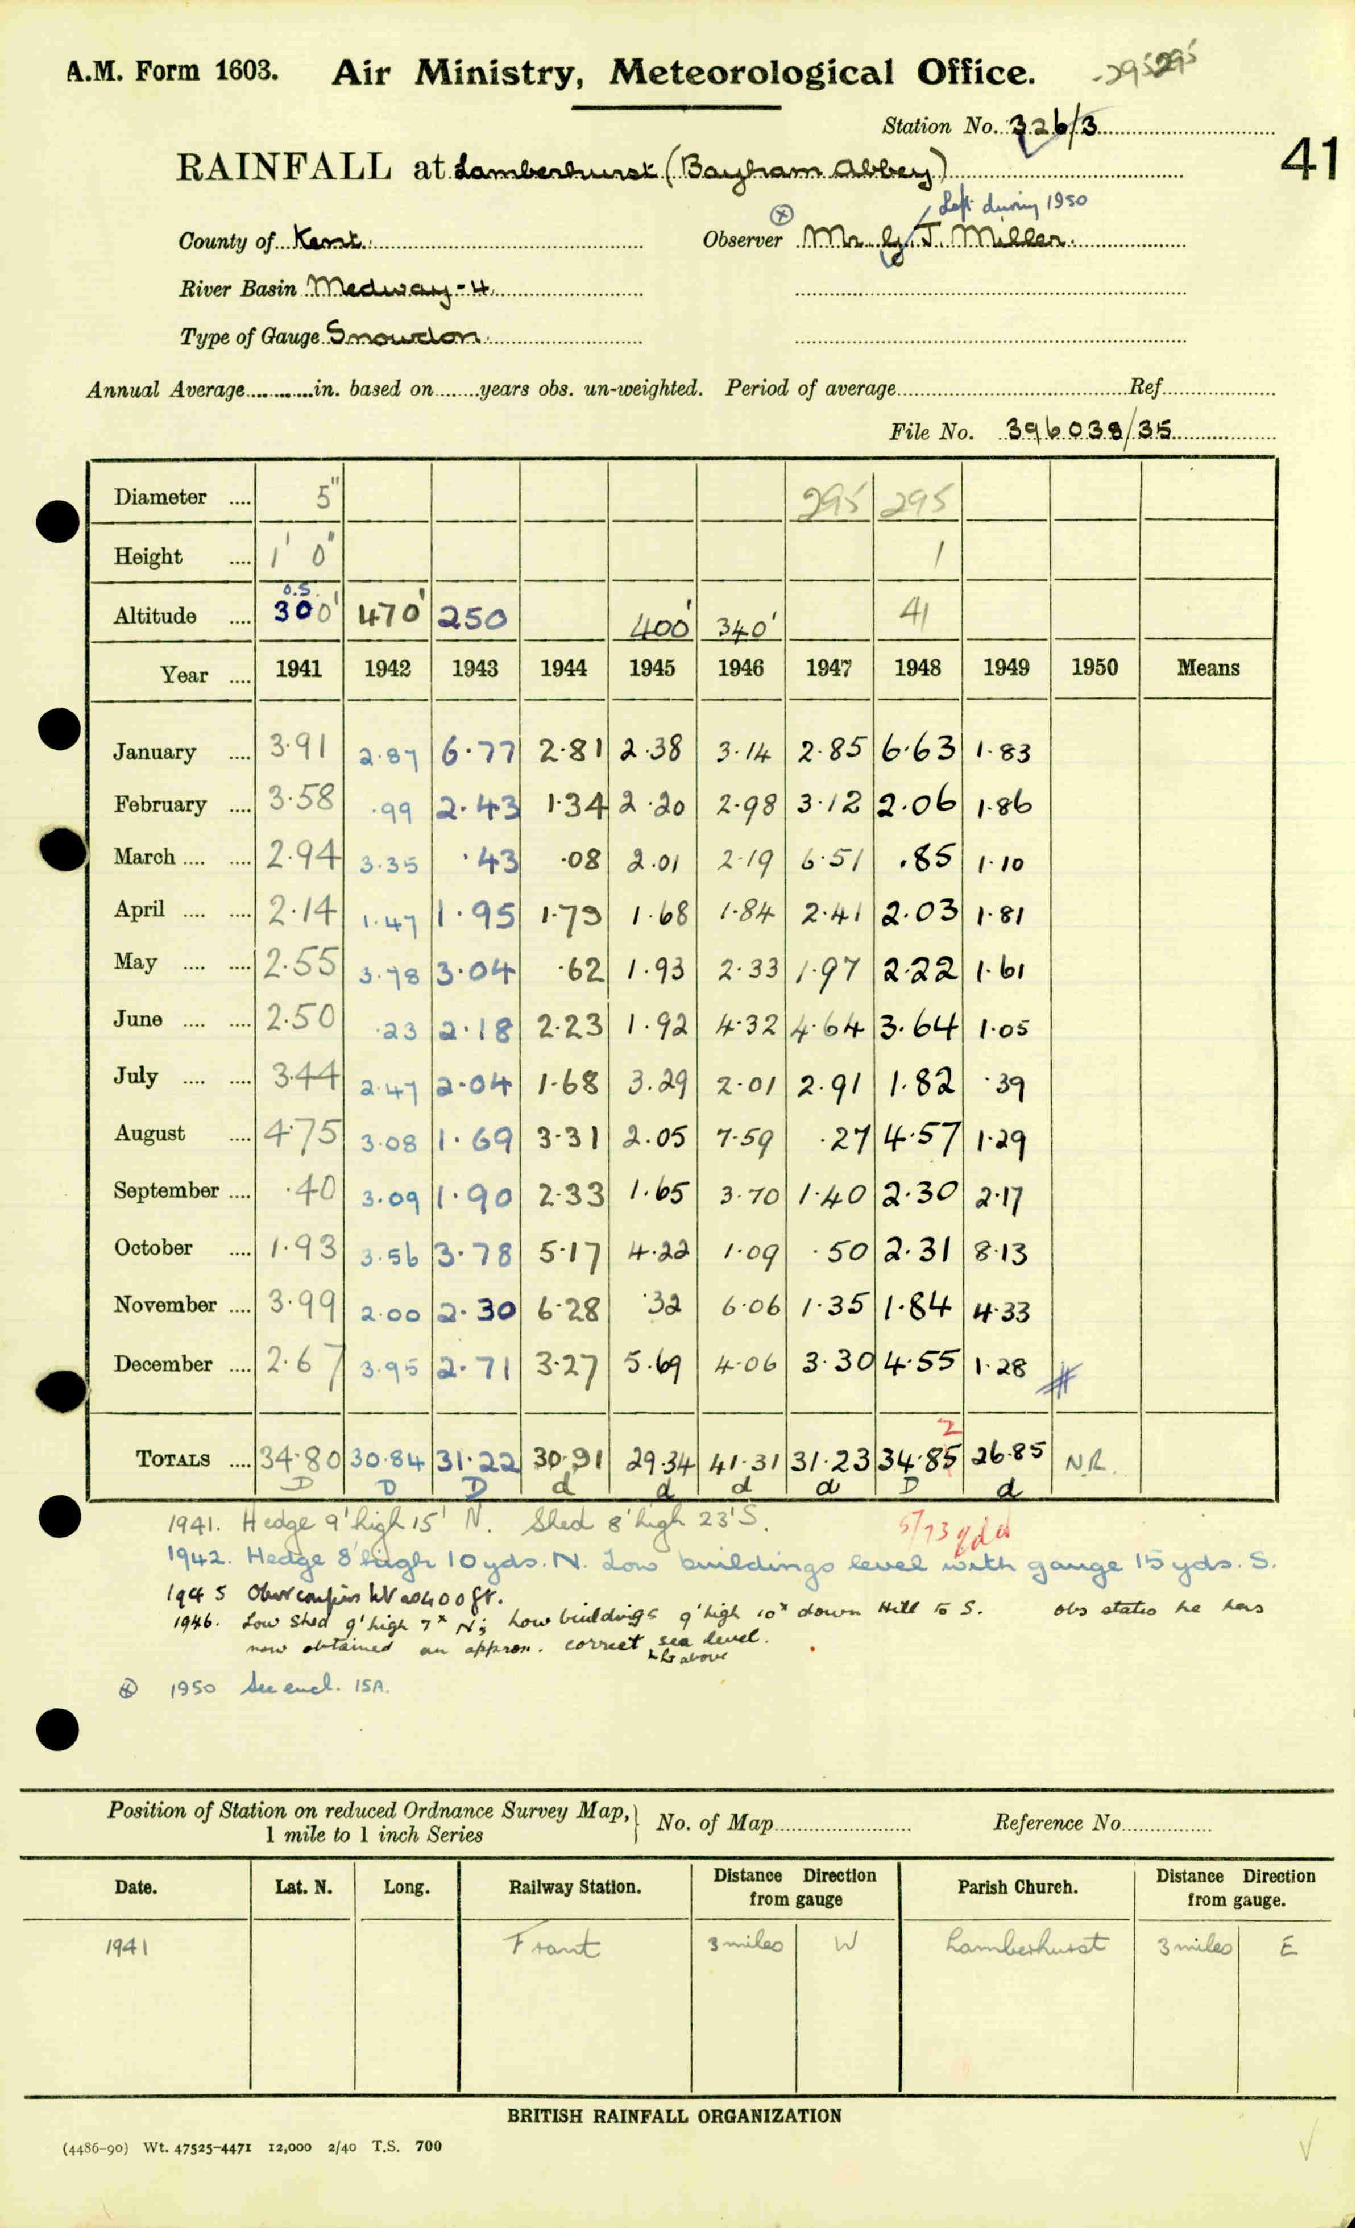 A.M. Form 1603. Air Ministry, Meteorological Office. -295295
Station No. 326/3
41
RAINFALL at Lamberhurst (Bayham Abbey)
Left during 1950
County of Kent. Observer Mr G. J. Miller.
River Basin Medway-4.
Type of Gauge Snowdon.
Annual Average............in. based on........years obs. un-weighted. Period of average................Ref................
File No. 396038/35
Diameter .... 5" 295 295
Height .... 1' 0" 1
o.s.
Altitude .... 300' 470' 250 400' 340' 41
Year .... 1941 1942 1943 1944 1945 1946 1947 1948 1949 1950 Means
January .... 3.91 2.87 6.77 2.81 2.38 3.14 2.85 6.63 1.83
February .... 3.58 .99 2.43 1.34 2.20 2.98 3.12 2.06 1.86
March .... .... 2.94 3.35 .43 .08 2.01 2.19 6.51 .85 1.10
April .... .... 2.14 1.47 1.95 1.79 1.68 1.84 2.41 2.03 1.81
May .... .... 2.55 3.78 3.04 .62 1.93 2.33 1.97 2.22 1.61
June .... .... 2.50 .23 2.18 2.23 1.92 4.32 4.64 3.64 1.05
July .... .... 3.44 2.47 2.04 1.68 3.29 2.01 2.91 1.82 .39
August .... 4.75 3.08 1.69 3.31 2.05 7.59 .27 4.57 1.29
September .... .40 3.09 1.90 2.33 1.65 3.70 1.40 2.30 2.17
October .... 1.93 3.56 3.78 5.17 4.22 1.09 .50 2.31 8.13
November .... 3.99 2.00 2.30 6.28 .32 6.06 1.35 1.84 4.33
December .... 2.67 3.95 2.71 3.27 5.69 4.06 3.30 4.55 1.28
2
TOTALS .... 34.80 30.84 31.22 30.91 29.34 41.31 31.23 34.85 26.85 N.R.
D D D d d d d D d
1941. Hedge 9' high 15' N. Shed 8' high 23' S.
1942. Hedge 8' high 10 yds. N. Low buildings level with gauge 15 yds. S.
1945 Obsr confirms ht as 400 ft.
1946. Low Shed 9' high 7x N; Low buildings 9' high 10x down Hill to S. obs states he has
now obtained an approx. correct sea level.
ht above
1950 See encl. 15A.
Position of Station on reduced Ordnance Survey Map,
1 mile to 1 inch Series
No. of Map........................ Reference No................
Date. Lat. N. Long. Railway Station. Distance Direction from gauge Parish Church. Distance Direction from gauge.
1941 Frant 3 miles W Lamberhurst 3 miles E
BRITISH RAINFALL ORGANIZATION
(4486-90) Wt. 47525-4471 12,000 2/40 T.S. 700